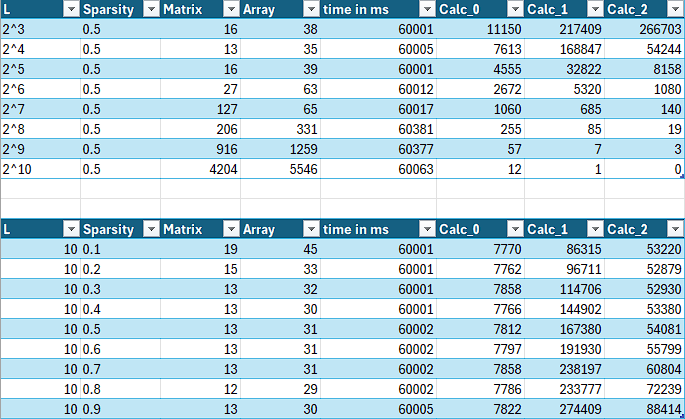 L Sparsity Matrix Array time in ms Calc_0 Calc_1 Calc_2
2^3 0.5 16 38 60001 11150 217409 266703
2^4 0.5 13 35 60005 7613 168847 54244
2^5 0.5 16 39 60001 4555 32822 8158
2^6 0.5 27 63 60012 2672 5320 1080
2^7 0.5 127 65 60017 1060 685 140
2^8 0.5 206 331 60381 255 85 19
2^9 0.5 916 1259 60377 57 7 3
2^10 0.5 4204 5546 60063 12 1 0
L Sparsity Matrix Array time in ms Calc_0 Calc_1 Calc_2
10 0.1 19 45 60001 7770 86315 53220
10 0.2 15 33 60001 7762 96711 52879
10 0.3 13 32 60001 7858 114706 52930
10 0.4 13 30 60001 7766 144902 53380
10 0.5 13 31 60002 7812 167380 54081
10 0.6 13 31 60002 7797 191930 55799
10 0.7 13 31 60002 7858 238197 60804
10 0.8 12 29 60002 7786 233777 72239
10 0.9 13 30 60005 7822 274409 88414